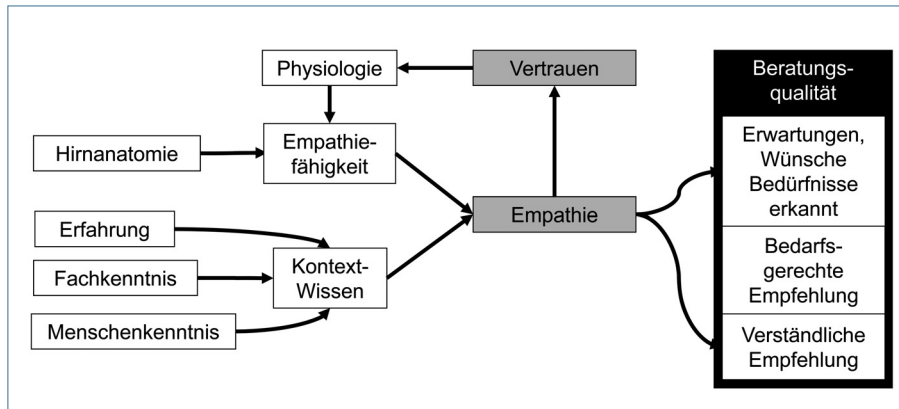 Physiologie
Vertrauen
Beratungs-
qualität
Hirnanatomie
Empathie-
fähigkeit
Erwartungen,
Wünsche
Bedürfnisse
erkannt
Empathie
Erfahrung
Fachkenntnis
Kontext-
Wissen
Menschenkenntnis
Bedarfs-
gerechte
Empfehlung
Verständliche
Empfehlung